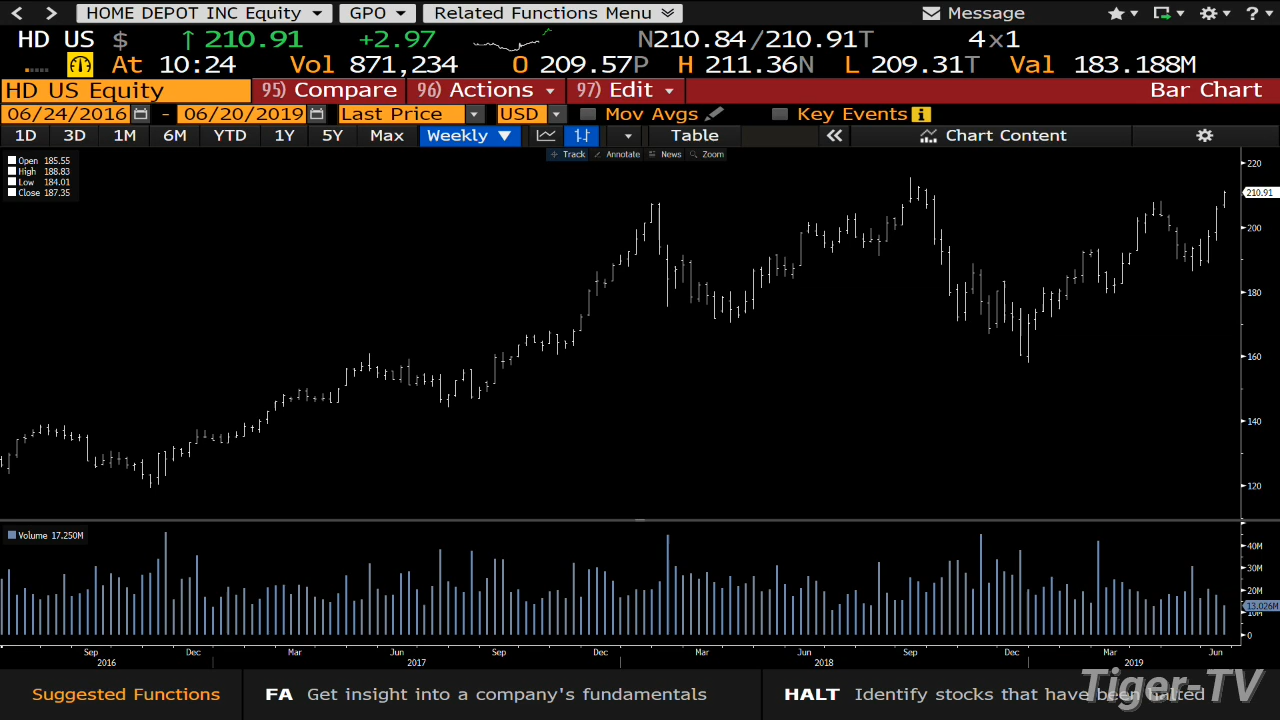 HOME DEPOT INC Equity GPO Related Functions Menu Message ?
HD US $ ↑ 210.91 +2.97 N210.84/210.91T 4×1
At 10:24 Vol 871,234 O 209.57P H 211.36N L 209.31T Val 183.188M
HD US Equity 95) Compare 96) Actions 97) Edit Bar Chart
06/24/2016 - 06/20/2019 Last Price USD Mov Avgs Key Events i
1D 3D 1M 6M YTD 1Y 5Y Max Weekly ▼ Table « Chart Content
Track Annotate News Zoom
Open 185.55
High 188.83
Low 184.01
Close 187.35
220
210.91
200
180
160
140
120
Volume 17.250M
40M
30M
20M
13.026M
10M
0
Sep Dec Mar Jun Sep Dec Mar Jun Sep Dec Mar Jun
2016 2017 2018 2019
Suggested Functions FA Get insight into a company's fundamentals HALT Identify stocks that have been halted
Tiger-TV